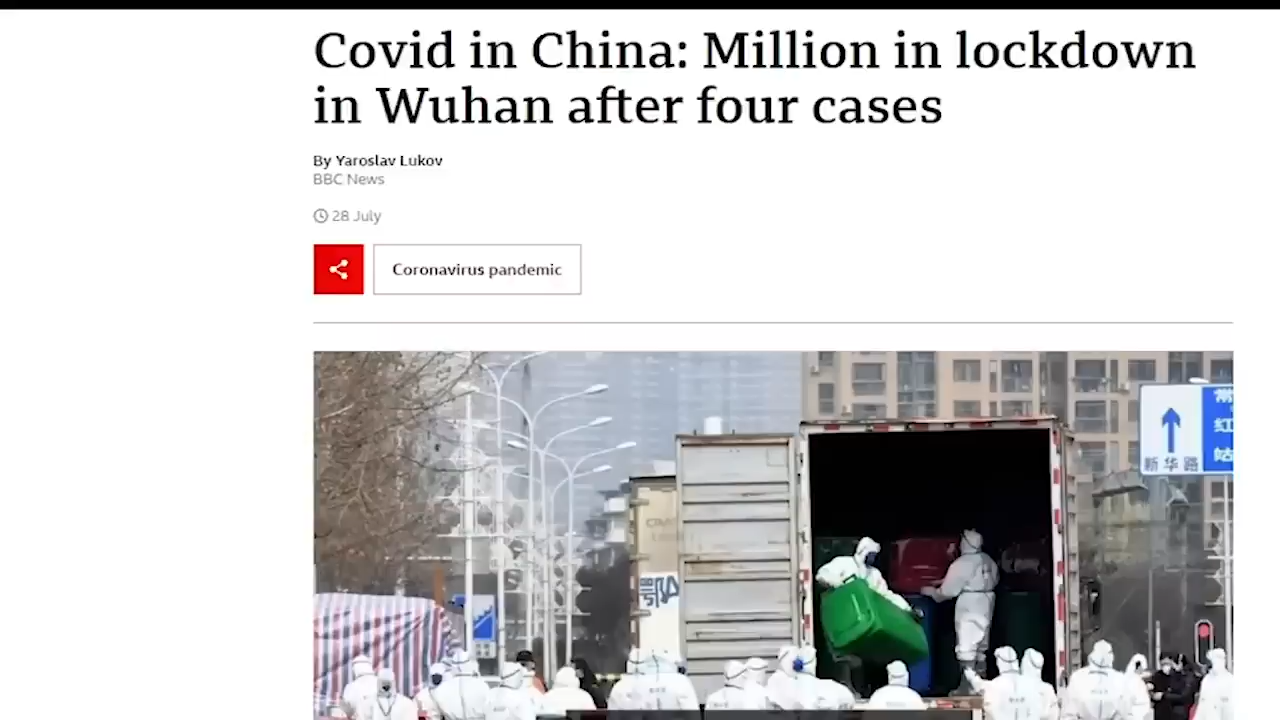 Covid in China: Million in lockdown
in Wuhan after four cases
By Yaroslav Lukov
BBC News
28 July
Coronavirus pandemic
新华路